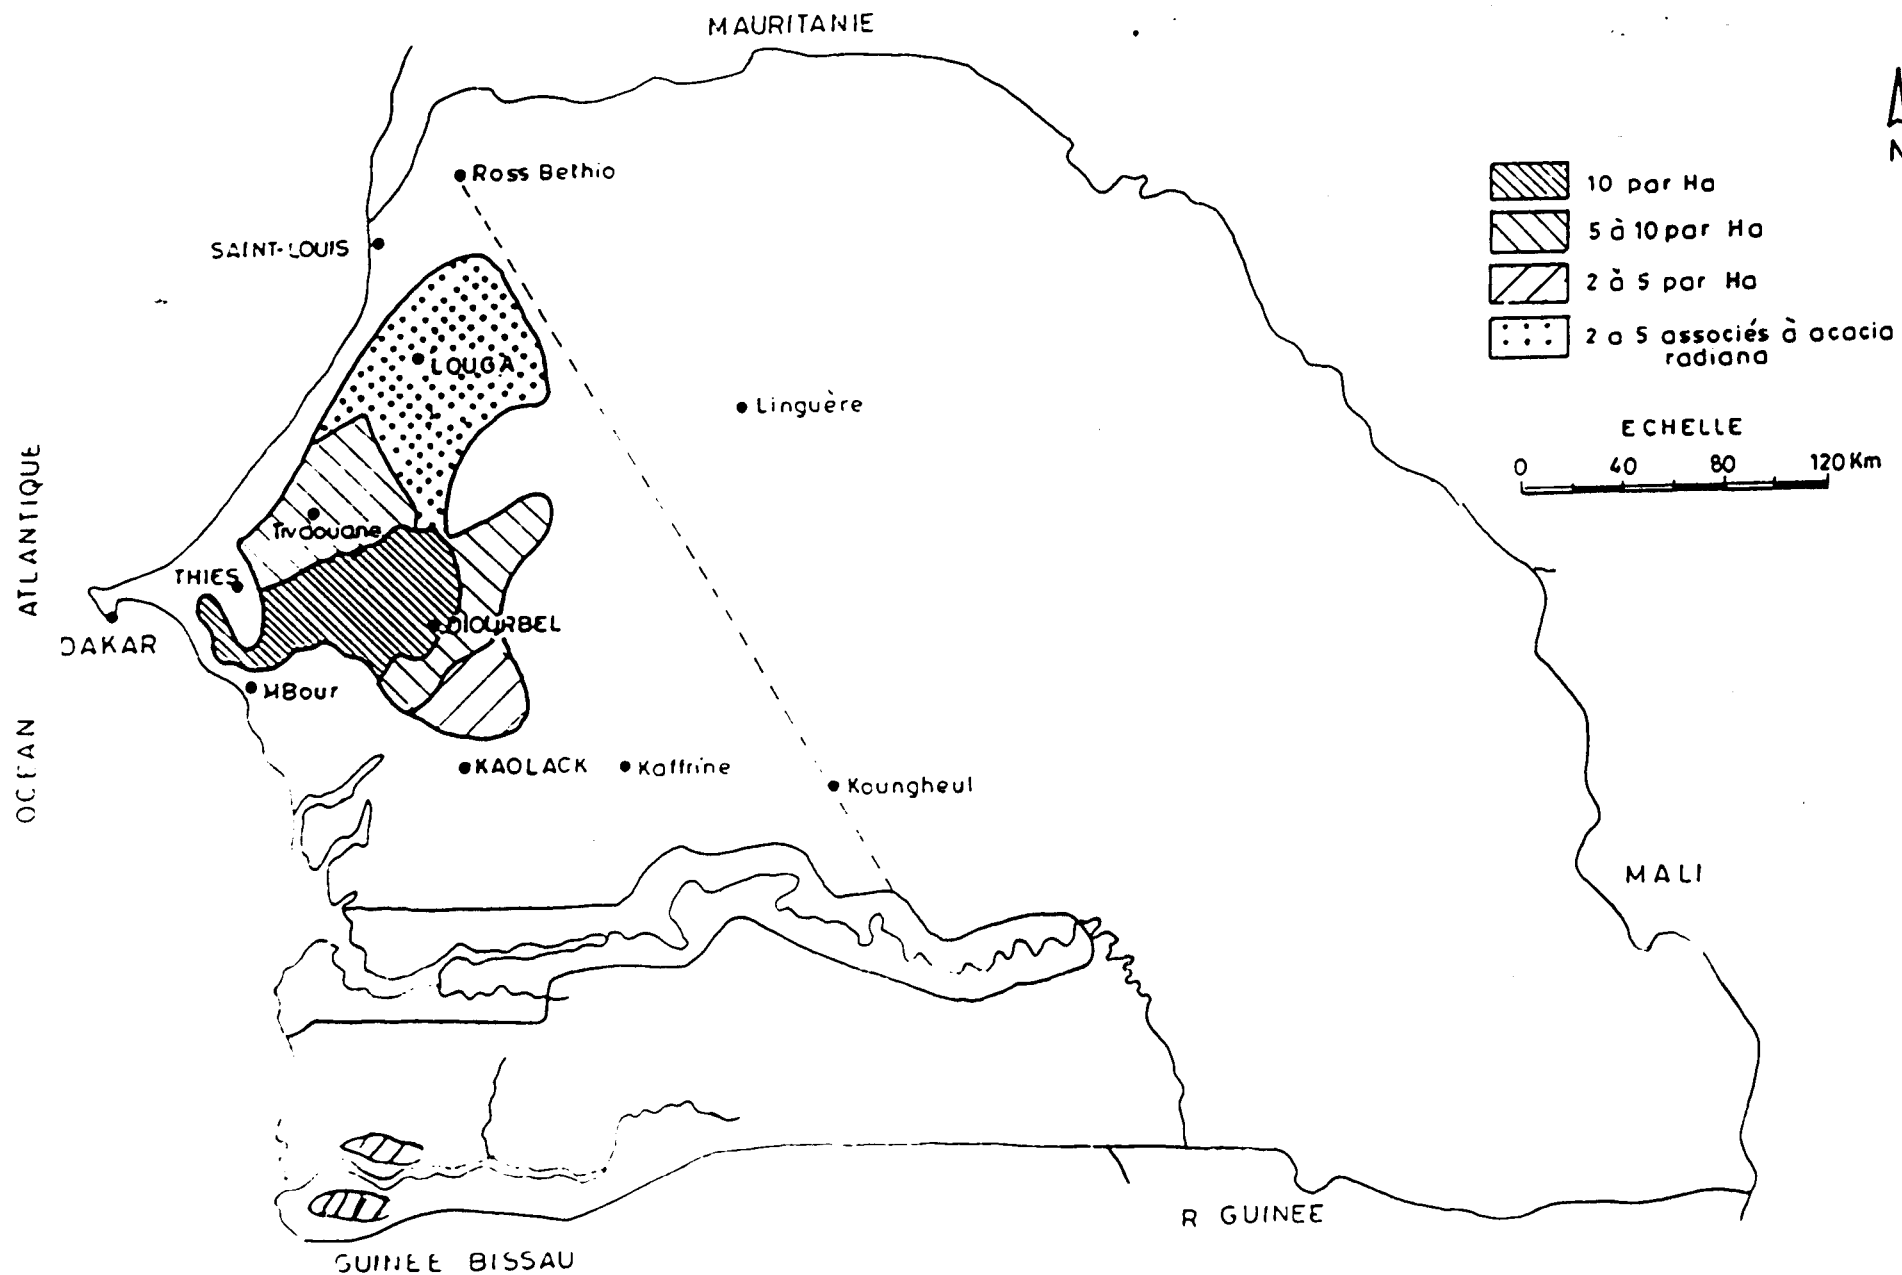 MAURITANIE
N
Ross Bethio
10 par Ha
5 à 10 par Ha
SAINT-LOUIS
2 à 5 par Ha
2 a 5 associés à acacia
radiana
LOUGA
Linguère
ECHELLE
0 40 80 120 Km
OCEAN ATLANTIQUE
Tivaouane
THIES
DIOURBEL
DAKAR
MBour
KAOLACK
Kaffrine
Koungheul
MALI
R GUINEE
GUINEE BISSAU